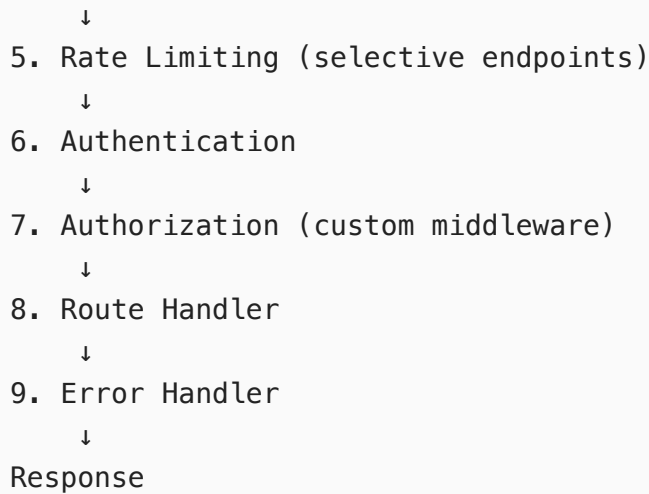 ↓
5. Rate Limiting (selective endpoints)
↓
6. Authentication
↓
7. Authorization (custom middleware)
↓
8. Route Handler
↓
9. Error Handler
↓
Response